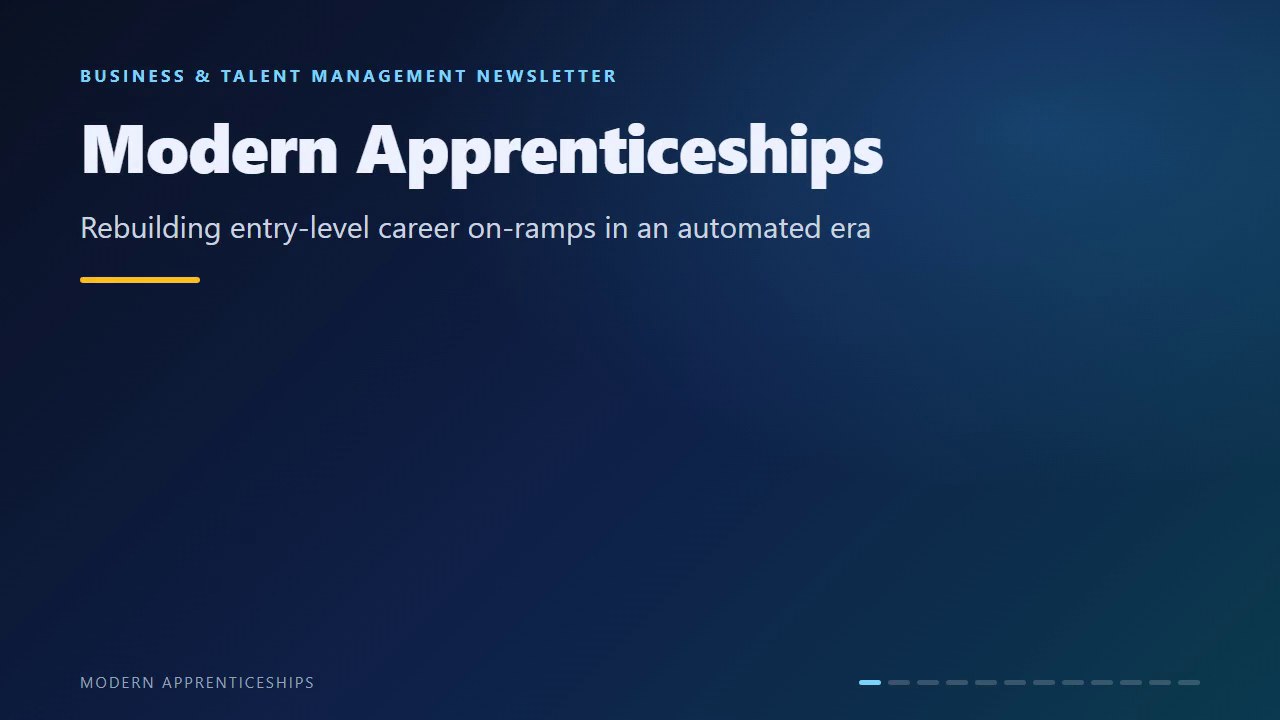 BUSINESS & TALENT MANAGEMENT NEWSLETTER
Modern Apprenticeships
Rebuilding entry-level career on-ramps in an automated era
MODERN APPRENTICESHIPS